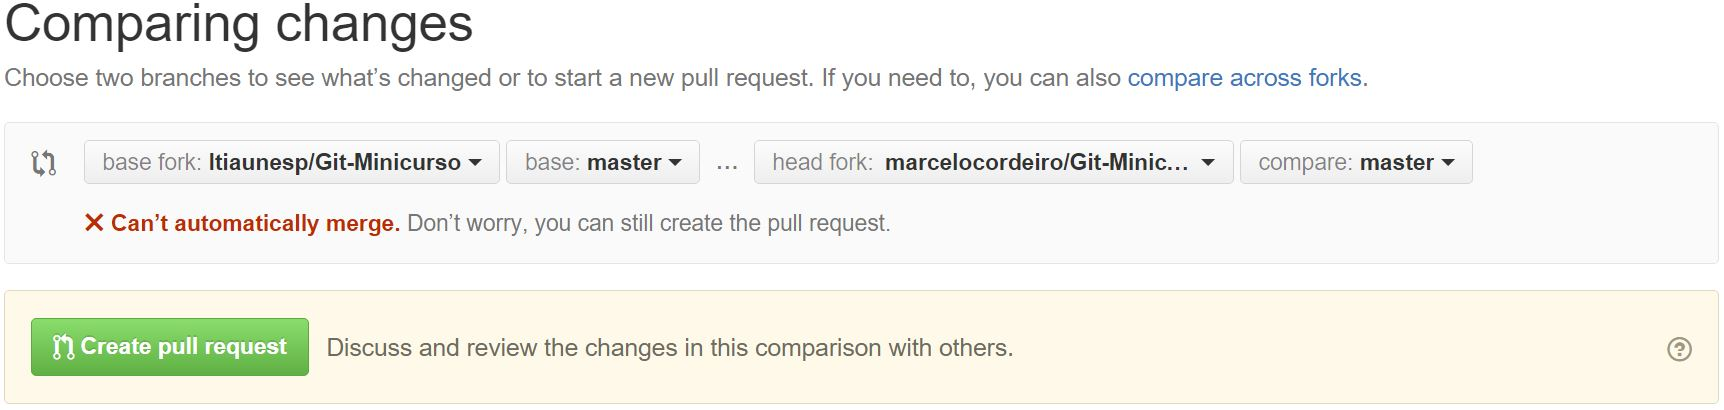 Comparing changes
Choose two branches to see what’s changed or to start a new pull request. If you need to, you can also compare across forks.
base fork: ltiaunesp/Git-Minicurso base: master ... head fork: marcelocordeiro/Git-Minic... compare: master
Can’t automatically merge. Don’t worry, you can still create the pull request.
Create pull request Discuss and review the changes in this comparison with others. ?